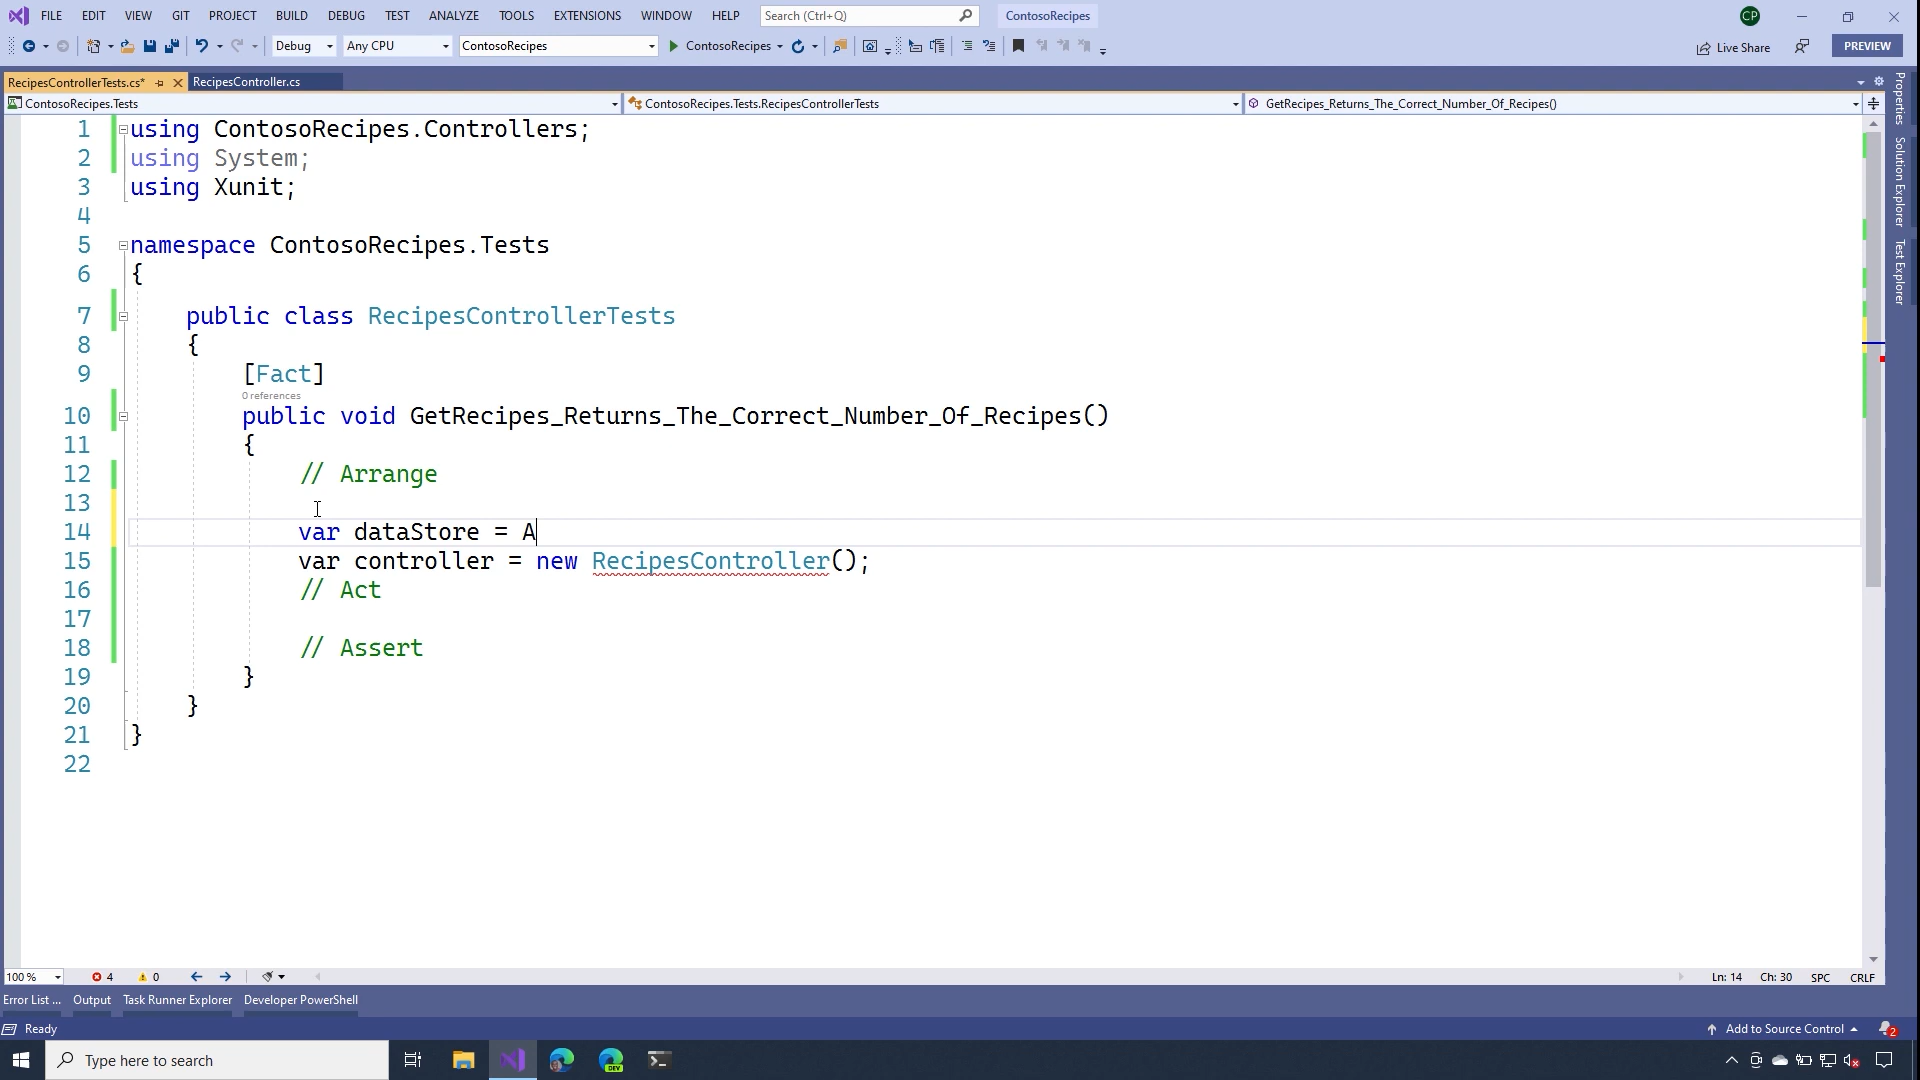 FILE EDIT VIEW GIT PROJECT BUILD DEBUG TEST ANALYZE TOOLS EXTENSIONS WINDOW HELP Search (Ctrl+Q) ContosoRecipes CP
Debug Any CPU ContosoRecipes ContosoRecipes Live Share PREVIEW
RecipesControllerTests.cs* RecipesController.cs
ContosoRecipes.Tests ContosoRecipes.Tests.RecipesControllerTests GetRecipes_Returns_The_Correct_Number_Of_Recipes()
1 using ContosoRecipes.Controllers;
2 using System;
3 using Xunit;
4
5 namespace ContosoRecipes.Tests
6 {
7 public class RecipesControllerTests
8 {
9 [Fact]
0 references
10 public void GetRecipes_Returns_The_Correct_Number_Of_Recipes()
11 {
12 // Arrange
13
14 var dataStore = A
15 var controller = new RecipesController();
16 // Act
17
18 // Assert
19 }
20 }
21 }
22
Properties
Solution Explorer
Test Explorer
100 % 4 0 Ln: 14 Ch: 30 SPC CRLF
Error List ... Output Task Runner Explorer Developer PowerShell
Ready Add to Source Control 2
Type here to search DEV